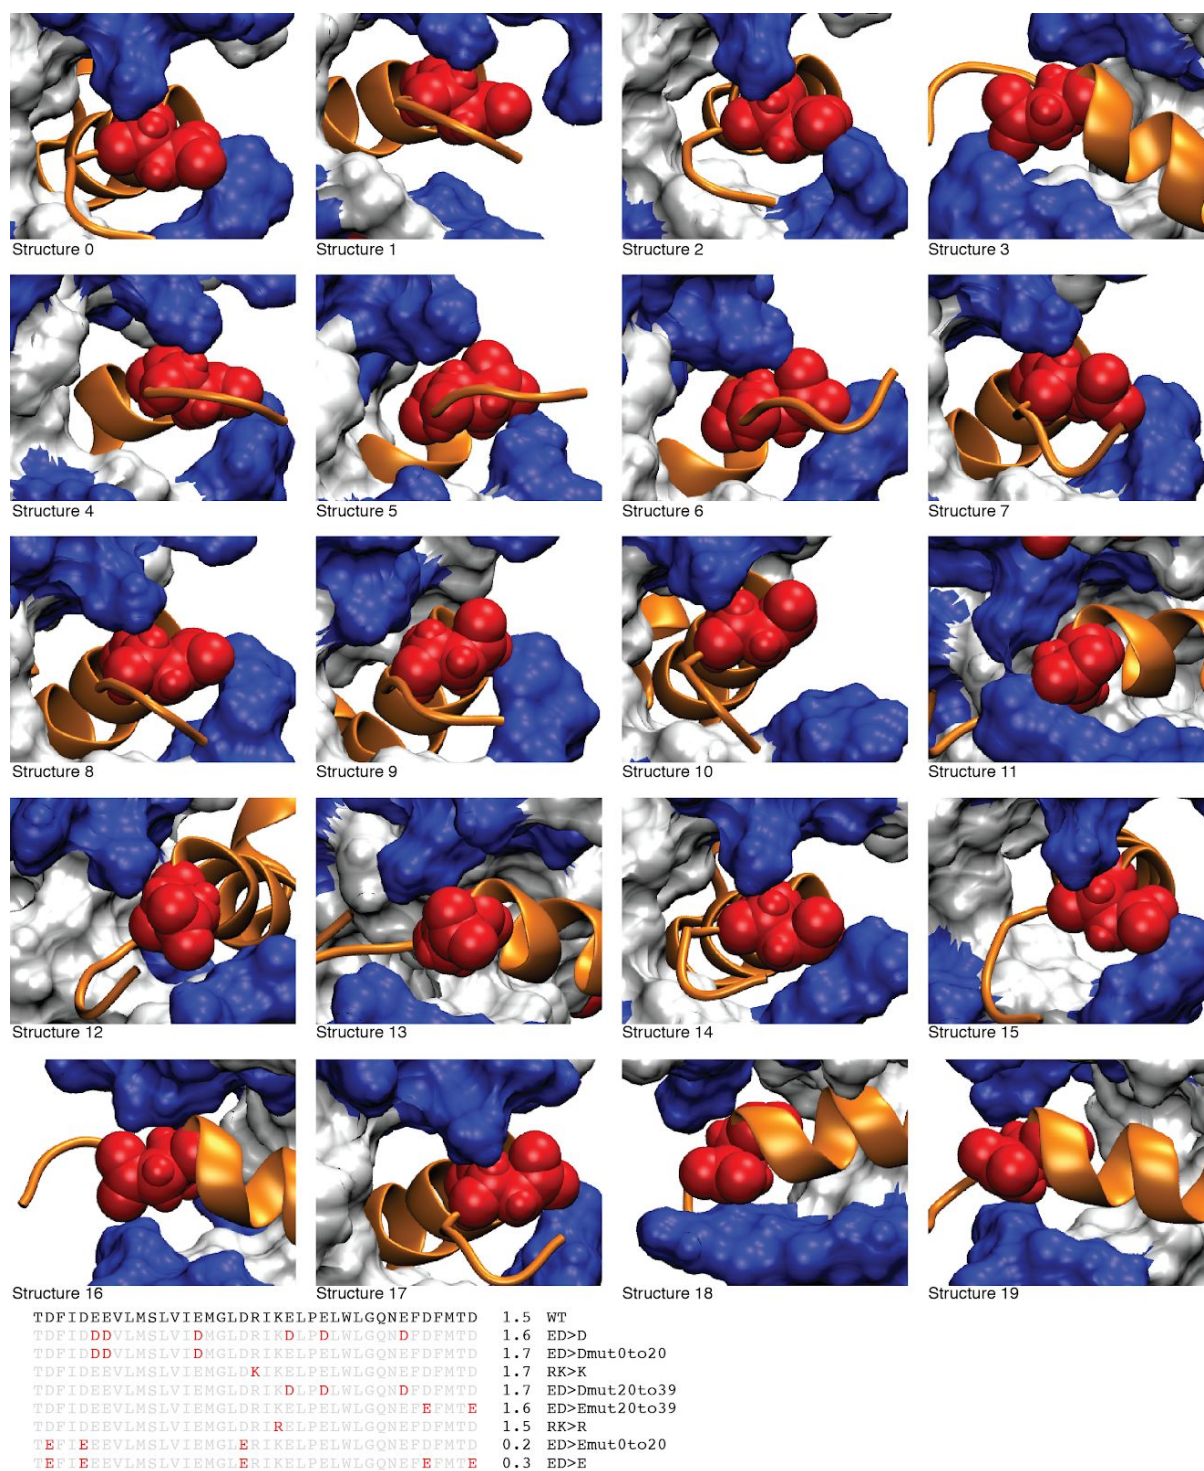 Structure 0
Structure 1
Structure 2
Structure 3
Structure 4
Structure 5
Structure 6
Structure 7
Structure 8
Structure 9
Structure 10
Structure 11
Structure 12
Structure 13
Structure 14
Structure 15
Structure 16
Structure 17
Structure 18
Structure 19
TDFIDEEVLMSLVIEMGLDRIKELPELWLGQNEFDFMTD 1.5 WT
TDFIDDDVLMSLVIDMGLDRIKDLPDLWLGQNDFDFMTD 1.6 ED>D
TDFIDDDVLMSLVIDMGLDRIKELPELWLGQNEFDFMTD 1.7 ED>Dmut0to20
TDFIDEEVLMSLVIEMGLDKIKELPELWLGQNEFDFMTD 1.7 RK>K
TDFIDEEVLMSLVIEMGLDRIKDLPDLWLGQNDFDFMTD 1.7 ED>Dmut20to39
TDFIDEEVLMSLVIEMGLDRIKELPELWLGQNEFEFMTE 1.6 ED>Emut20to39
TDFIDEEVLMSLVIEMGLDRIRELPELWLGQNEFDFMTD 1.5 RK>R
TEFIEEEVLMSLVIEMGLERIKELPELWLGQNEFDFMTD 0.2 ED>Emut0to20
TEFIEEEVLMSLVIEMGLERIKELPELWLGQNEFEFMTE 0.3 ED>E